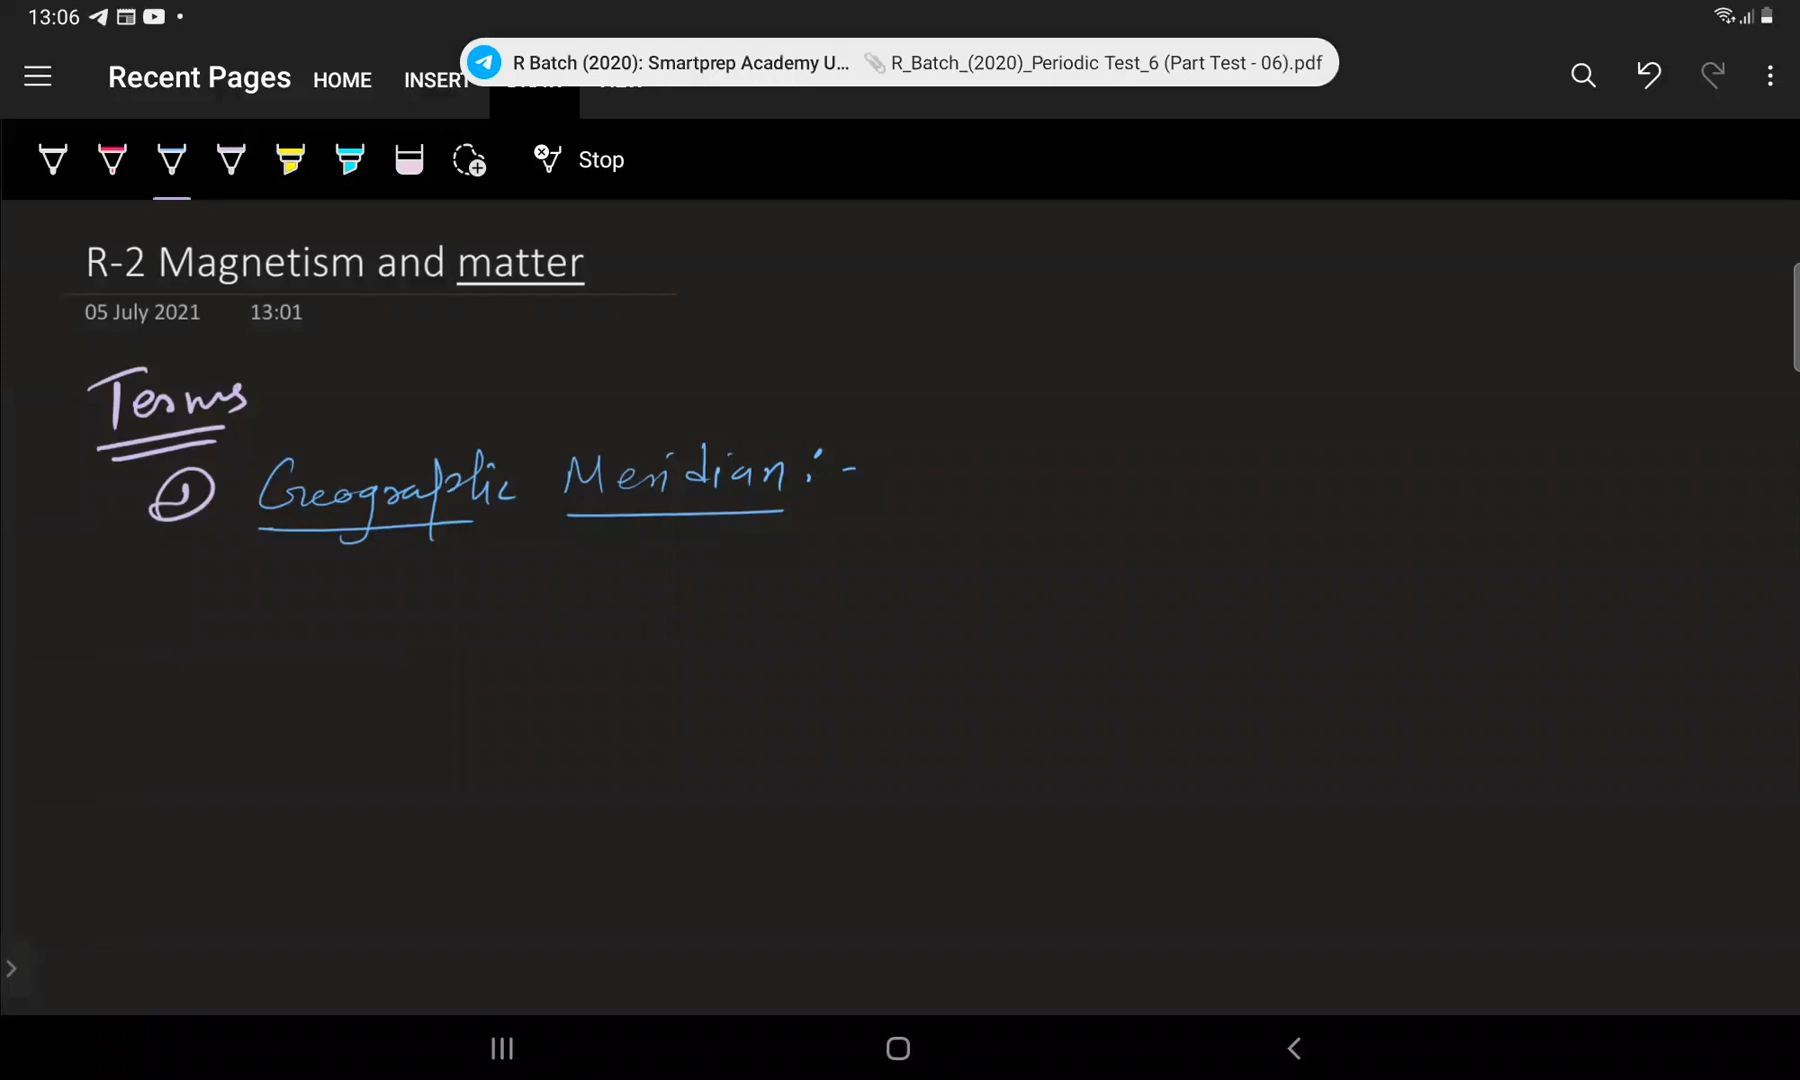 13:06
R Batch (2020): Smartprep Academy U... R_Batch_(2020)_Periodic Test_6 (Part Test - 06).pdf
Recent Pages HOME INSERT
Stop
R-2 Magnetism and matter
05 July 2021 13:01
Terms
① Geographic Meridian :-